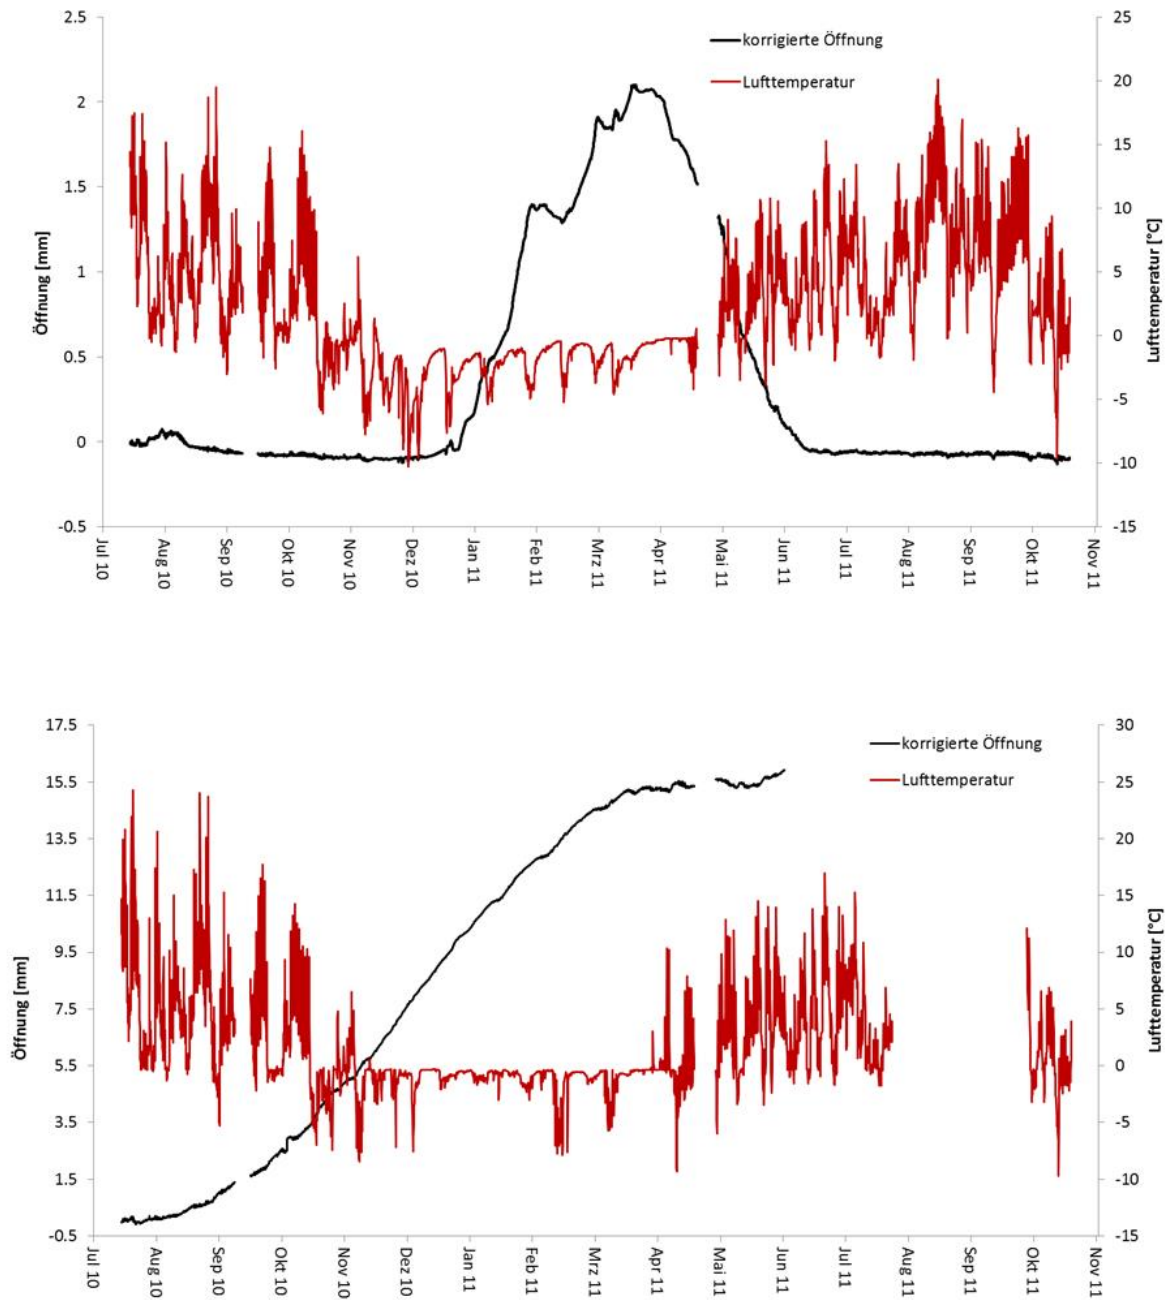 2.5
2
1.5
1
0.5
0
-0.5
Öffnung [mm]
korrigierte Öffnung
Lufttemperatur
25
20
15
10
5
0
-5
-10
-15
Lufttemperatur [°C]
Jul 10
Aug 10
Sep 10
Okt 10
Nov 10
Dez 10
Jan 11
Feb 11
Mrz 11
Apr 11
Mai 11
Jun 11
Jul 11
Aug 11
Sep 11
Okt 11
Nov 11
17.5
15.5
13.5
11.5
9.5
7.5
5.5
3.5
1.5
-0.5
Öffnung [mm]
korrigierte Öffnung
Lufttemperatur
30
25
20
15
10
5
0
-5
-10
-15
Lufttemperatur [°C]
Jul 10
Aug 10
Sep 10
Okt 10
Nov 10
Dez 10
Jan 11
Feb 11
Mrz 11
Apr 11
Mai 11
Jun 11
Jul 11
Aug 11
Sep 11
Okt 11
Nov 11